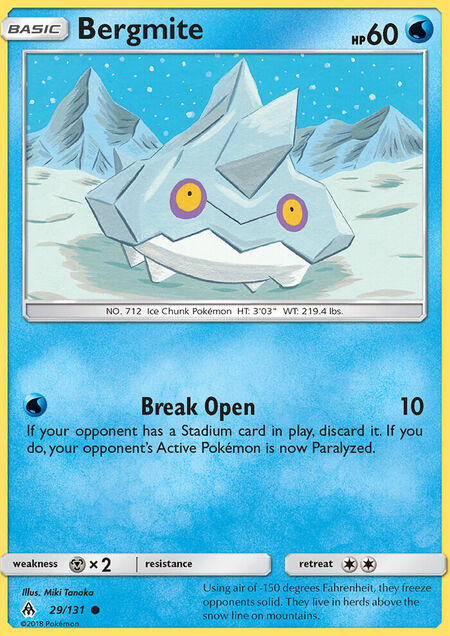 BASIC Bergmite HP60
NO. 712 Ice Chunk Pokémon HT: 3'03" WT: 219.4 lbs.
Break Open 10
If your opponent has a Stadium card in play, discard it. If you
do, your opponent's Active Pokémon is now Paralyzed.
weakness ×2 resistance retreat
Illus. Miki Tanaka
29/131
©2018 Pokémon
Using air of -150 degrees Fahrenheit, they freeze
opponents solid. They live in herds above the
snow line on mountains.